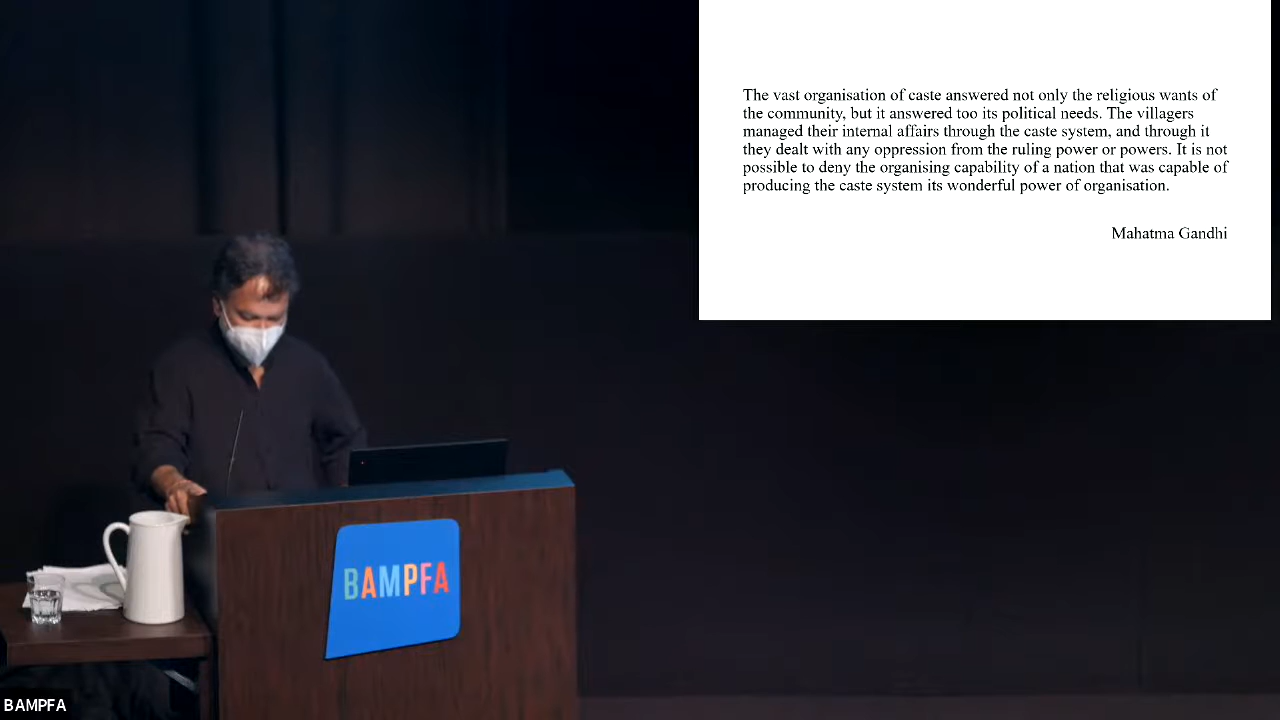 The vast organisation of caste answered not only the religious wants of
the community, but it answered too its political needs. The villagers
managed their internal affairs through the caste system, and through it
they dealt with any oppression from the ruling power or powers. It is not
possible to deny the organising capability of a nation that was capable of
producing the caste system its wonderful power of organisation.
Mahatma Gandhi
BAMPFA
BAMPFA